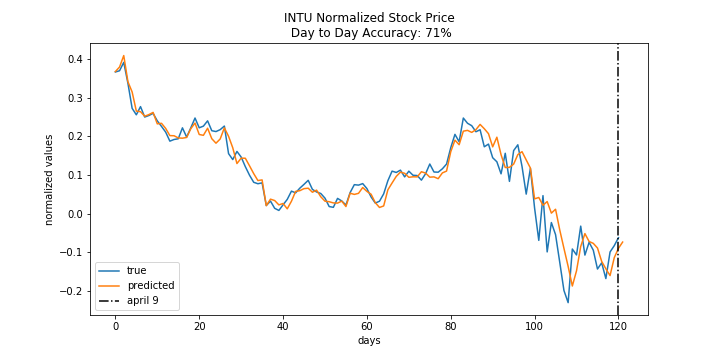 INTU Normalized Stock Price
Day to Day Accuracy: 71%
normalized values
0.4
0.3
0.2
0.1
0.0
−0.1
−0.2
true
predicted
april 9
0 20 40 60 80 100 120
days